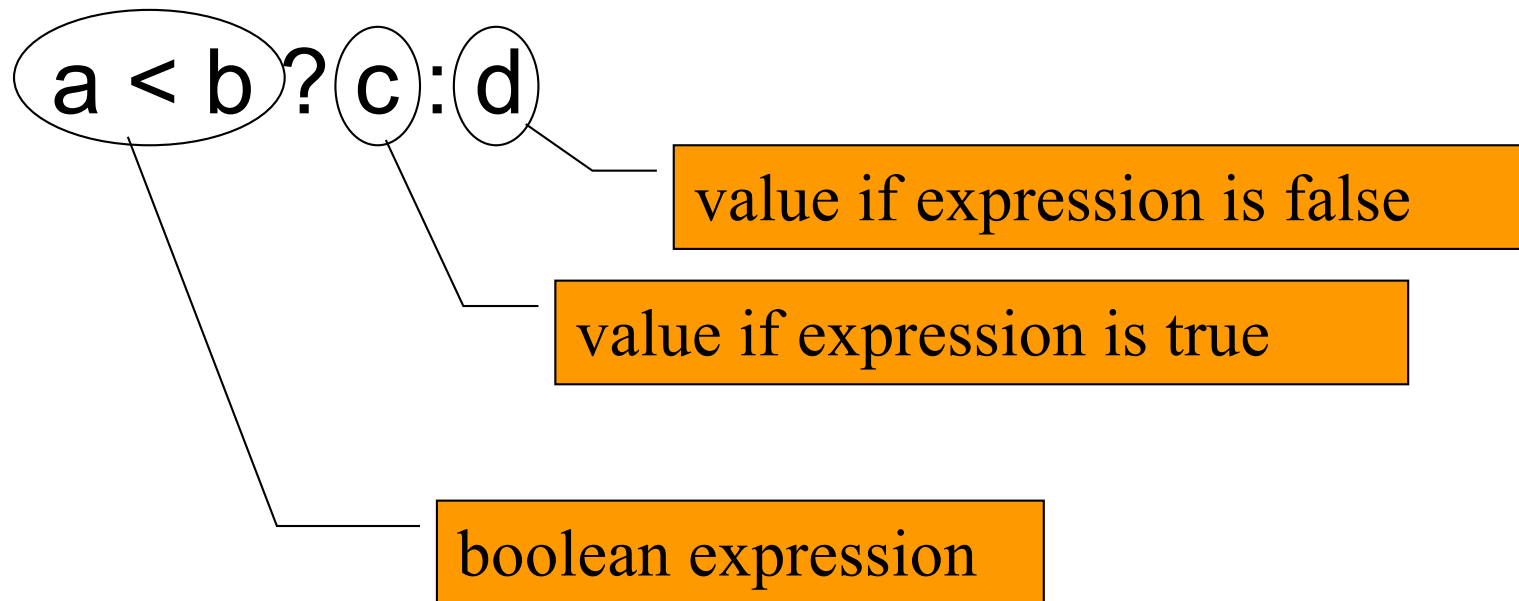 a < b ? c : d
value if expression is false
value if expression is true
boolean expression